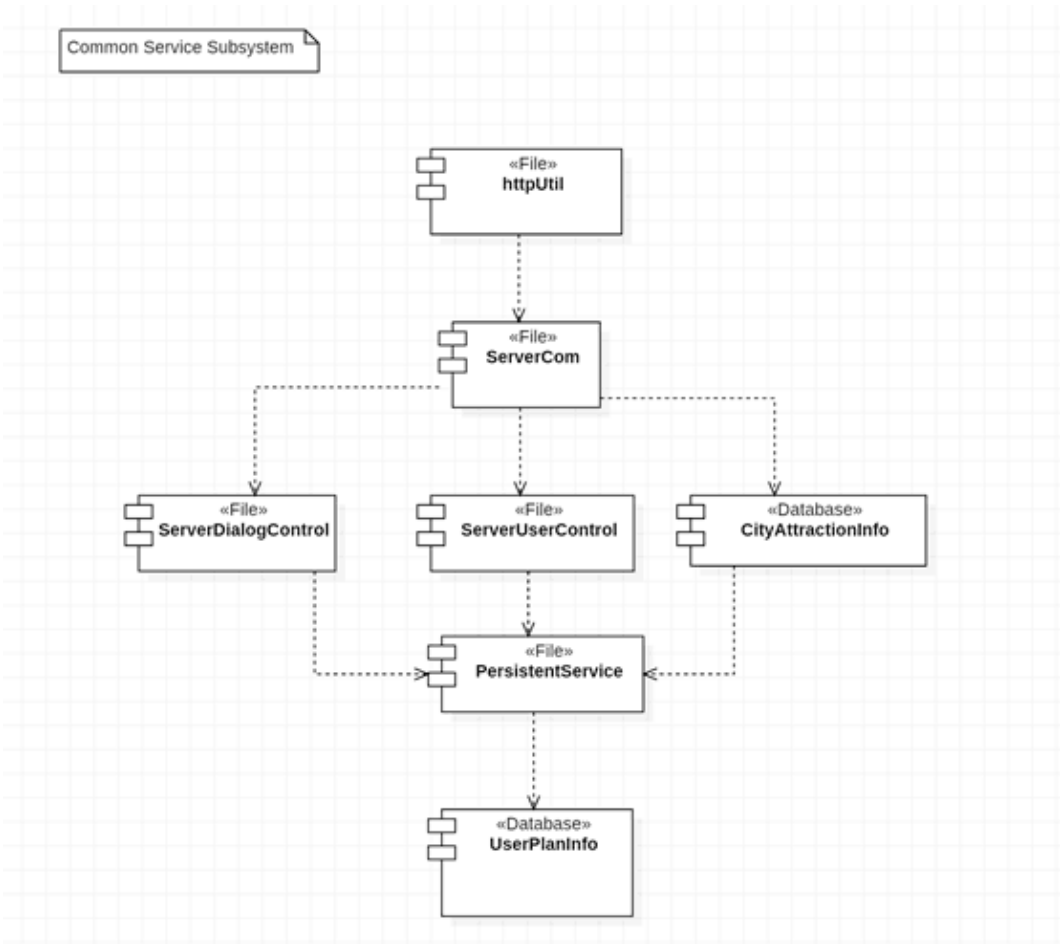 Common Service Subsystem
«File»
httpUtil
«File»
ServerCom
«File»
ServerDialogControl
«File»
ServerUserControl
«Database»
CityAttractionInfo
«File»
PersistentService
«Database»
UserPlanInfo